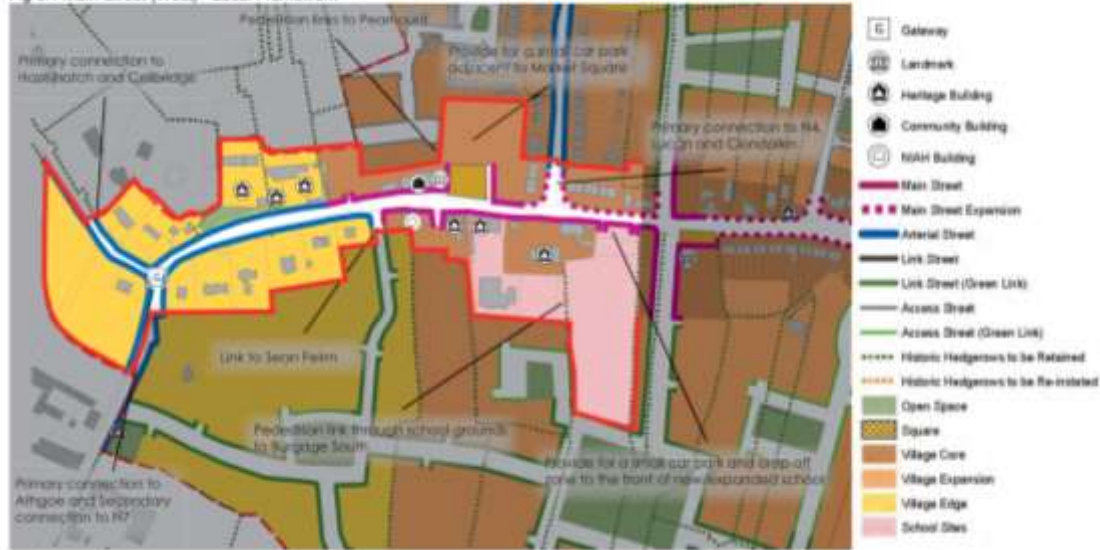 Pedestrian links to Peamount
Primary connection to
Hazelhatch and Celbridge
Provide for a small car park
adjacent to Market Square
Primary connection to N4,
Lucan and Clondalkin
Link to Sean Feirm
Pedestrian link through school grounds
to Burgage South
Provide for a small car park and drop-off
zone to the front of new/expanded school
Primary connection to
Athgoe and Secondary
connection to N7
G
G Gateway
Landmark
Heritage Building
Community Building
NIAH Building
Main Street
Main Street Expansion
Arterial Street
Link Street
Link Street (Green Link)
Access Street
Access Street (Green Link)
Historic Hedgerows to be Retained
Historic Hedgerows to be Re-instated
Open Space
Square
Village Core
Village Expansion
Village Edge
School Sites